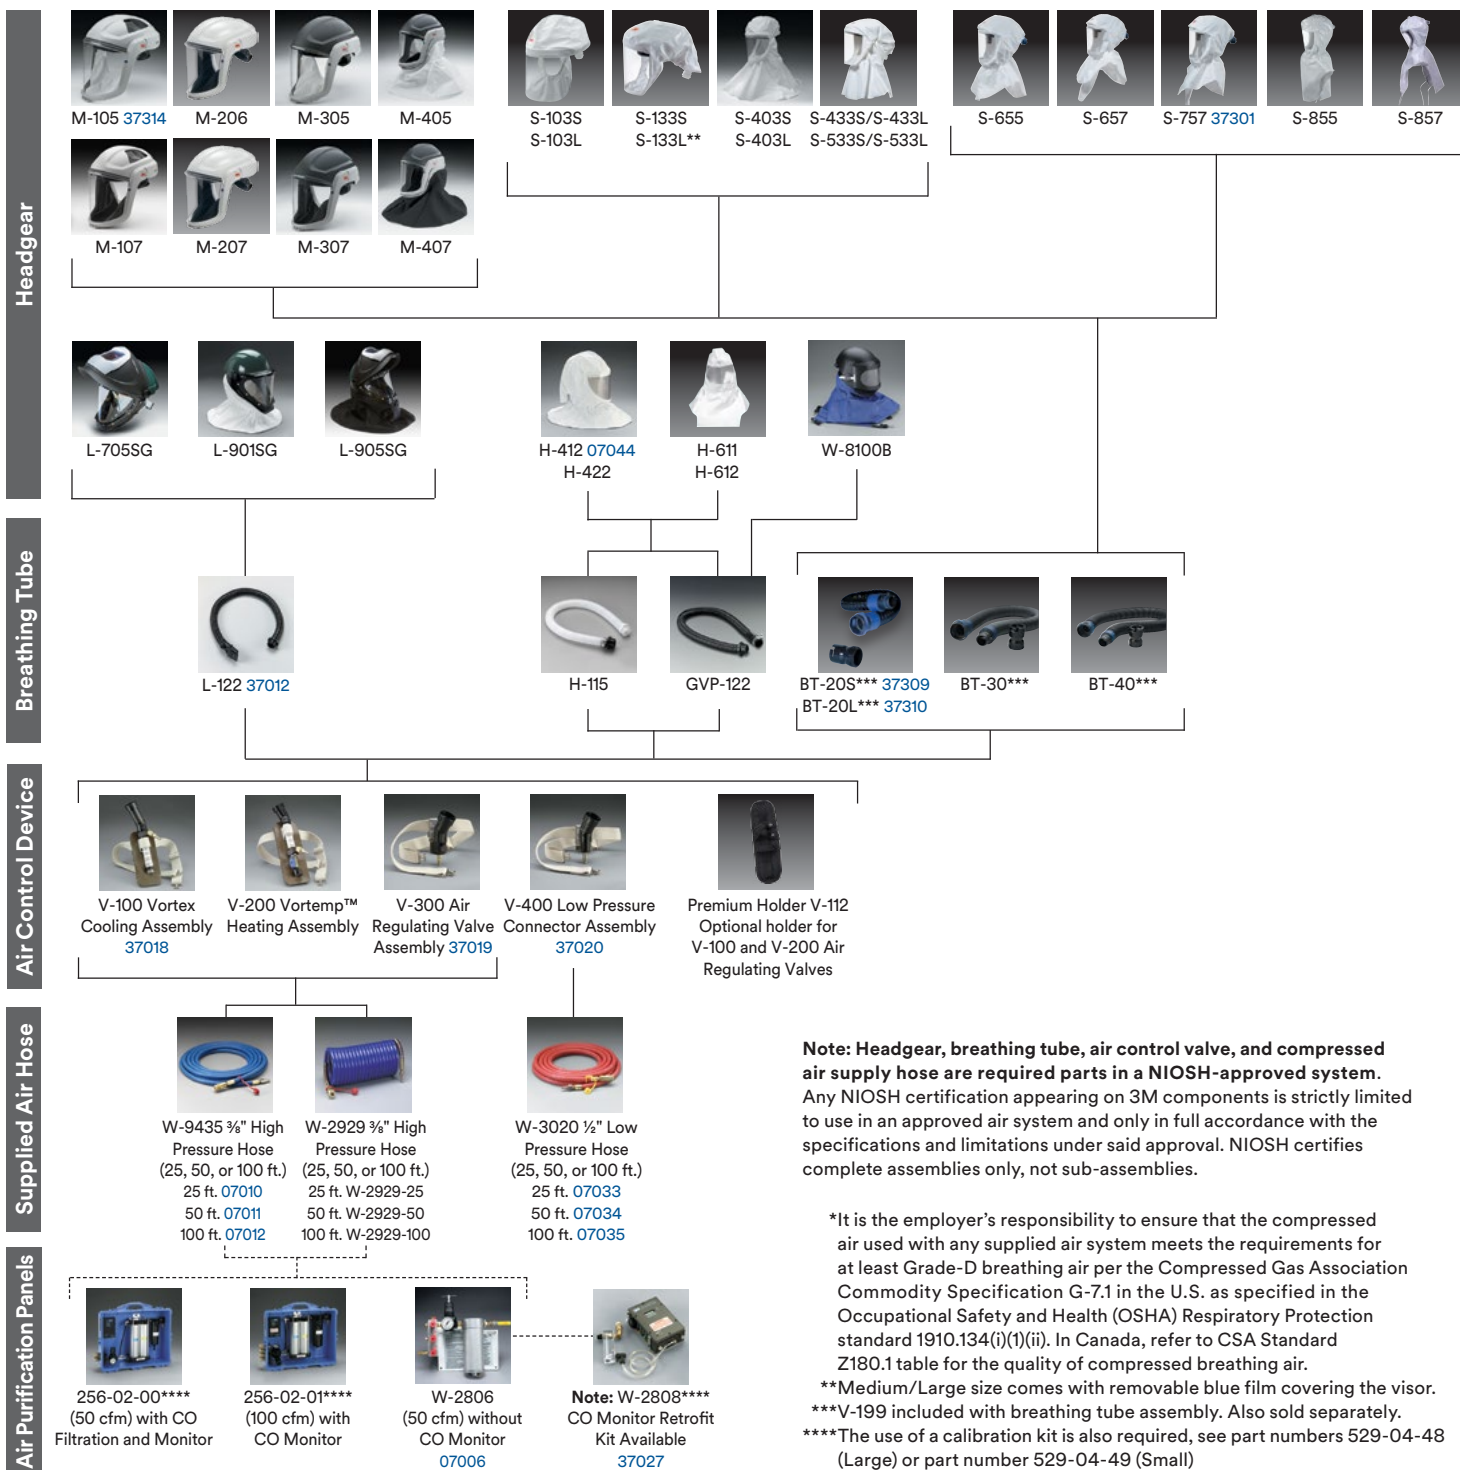 Headgear
M-105 37314
M-206
M-305
M-405
S-103S
S-103L
S-133S
S-133L**
S-403S
S-403L
S-433S/S-433L
S-533S/S-533L
S-655
S-657
S-757 37301
S-855
S-857
M-107
M-207
M-307
M-407
L-705SG
L-901SG
L-905SG
H-412 07044
H-422
H-611
H-612
W-8100B
Breathing Tube
L-122 37012
H-115
GVP-122
BT-20S*** 37309
BT-20L*** 37310
BT-30***
BT-40***
Air Control Device
V-100 Vortex
Cooling Assembly
37018
V-200 Vortemp™
Heating Assembly
V-300 Air
Regulating Valve
Assembly 37019
V-400 Low Pressure
Connector Assembly
37020
Premium Holder V-112
Optional holder for
V-100 and V-200 Air
Regulating Valves
Supplied Air Hose
W-9435 ⅜" High
Pressure Hose
(25, 50, or 100 ft.)
25 ft. 07010
50 ft. 07011
100 ft. 07012
W-2929 ⅜" High
Pressure Hose
(25, 50, or 100 ft.)
25 ft. W-2929-25
50 ft. W-2929-50
100 ft. W-2929-100
W-3020 ½" Low
Pressure Hose
(25, 50, or 100 ft.)
25 ft. 07033
50 ft. 07034
100 ft. 07035
Air Purification Panels
256-02-00****
(50 cfm) with CO
Filtration and Monitor
256-02-01****
(100 cfm) with
CO Monitor
W-2806
(50 cfm) without
CO Monitor
07006
Note: W-2808****
CO Monitor Retrofit
Kit Available
37027
Note: Headgear, breathing tube, air control valve, and compressed
air supply hose are required parts in a NIOSH-approved system.
Any NIOSH certification appearing on 3M components is strictly limited
to use in an approved air system and only in full accordance with the
specifications and limitations under said approval. NIOSH certifies
complete assemblies only, not sub-assemblies.
*It is the employer's responsibility to ensure that the compressed
air used with any supplied air system meets the requirements for
at least Grade-D breathing air per the Compressed Gas Association
Commodity Specification G-7.1 in the U.S. as specified in the
Occupational Safety and Health (OSHA) Respiratory Protection
standard 1910.134(i)(1)(ii). In Canada, refer to CSA Standard
Z180.1 table for the quality of compressed breathing air.
**Medium/Large size comes with removable blue film covering the visor.
***V-199 included with breathing tube assembly. Also sold separately.
****The use of a calibration kit is also required, see part numbers 529-04-48
(Large) or part number 529-04-49 (Small)